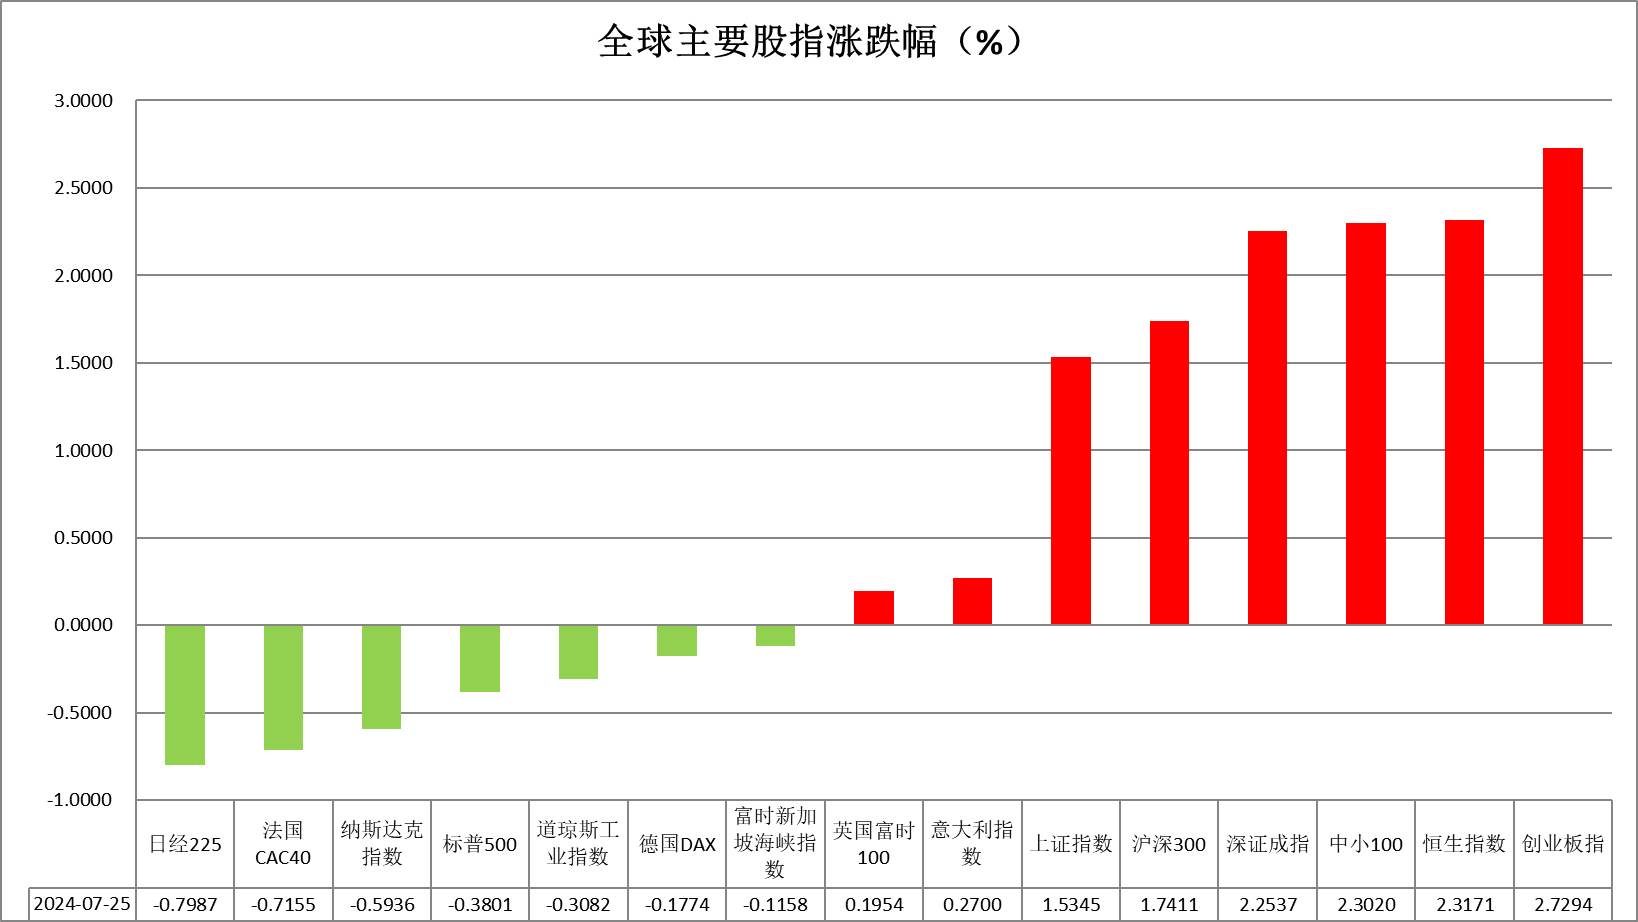 全球主要股指涨跌幅（%）
3.0000
2.5000
2.0000
1.5000
1.0000
0.5000
0.0000
-0.5000
-1.0000
日经225
法国
CAC40
纳斯达克
指数
标普500
道琼斯工
业指数
德国DAX
富时新加
坡海峡指
数
英国富时
100
意大利指
数
上证指数
沪深300
深证成指
中小100
恒生指数
创业板指
2024-07-25 -0.7987 -0.7155 -0.5936 -0.3801 -0.3082 -0.1774 -0.1158 0.1954 0.2700 1.5345 1.7411 2.2537 2.3020 2.3171 2.7294